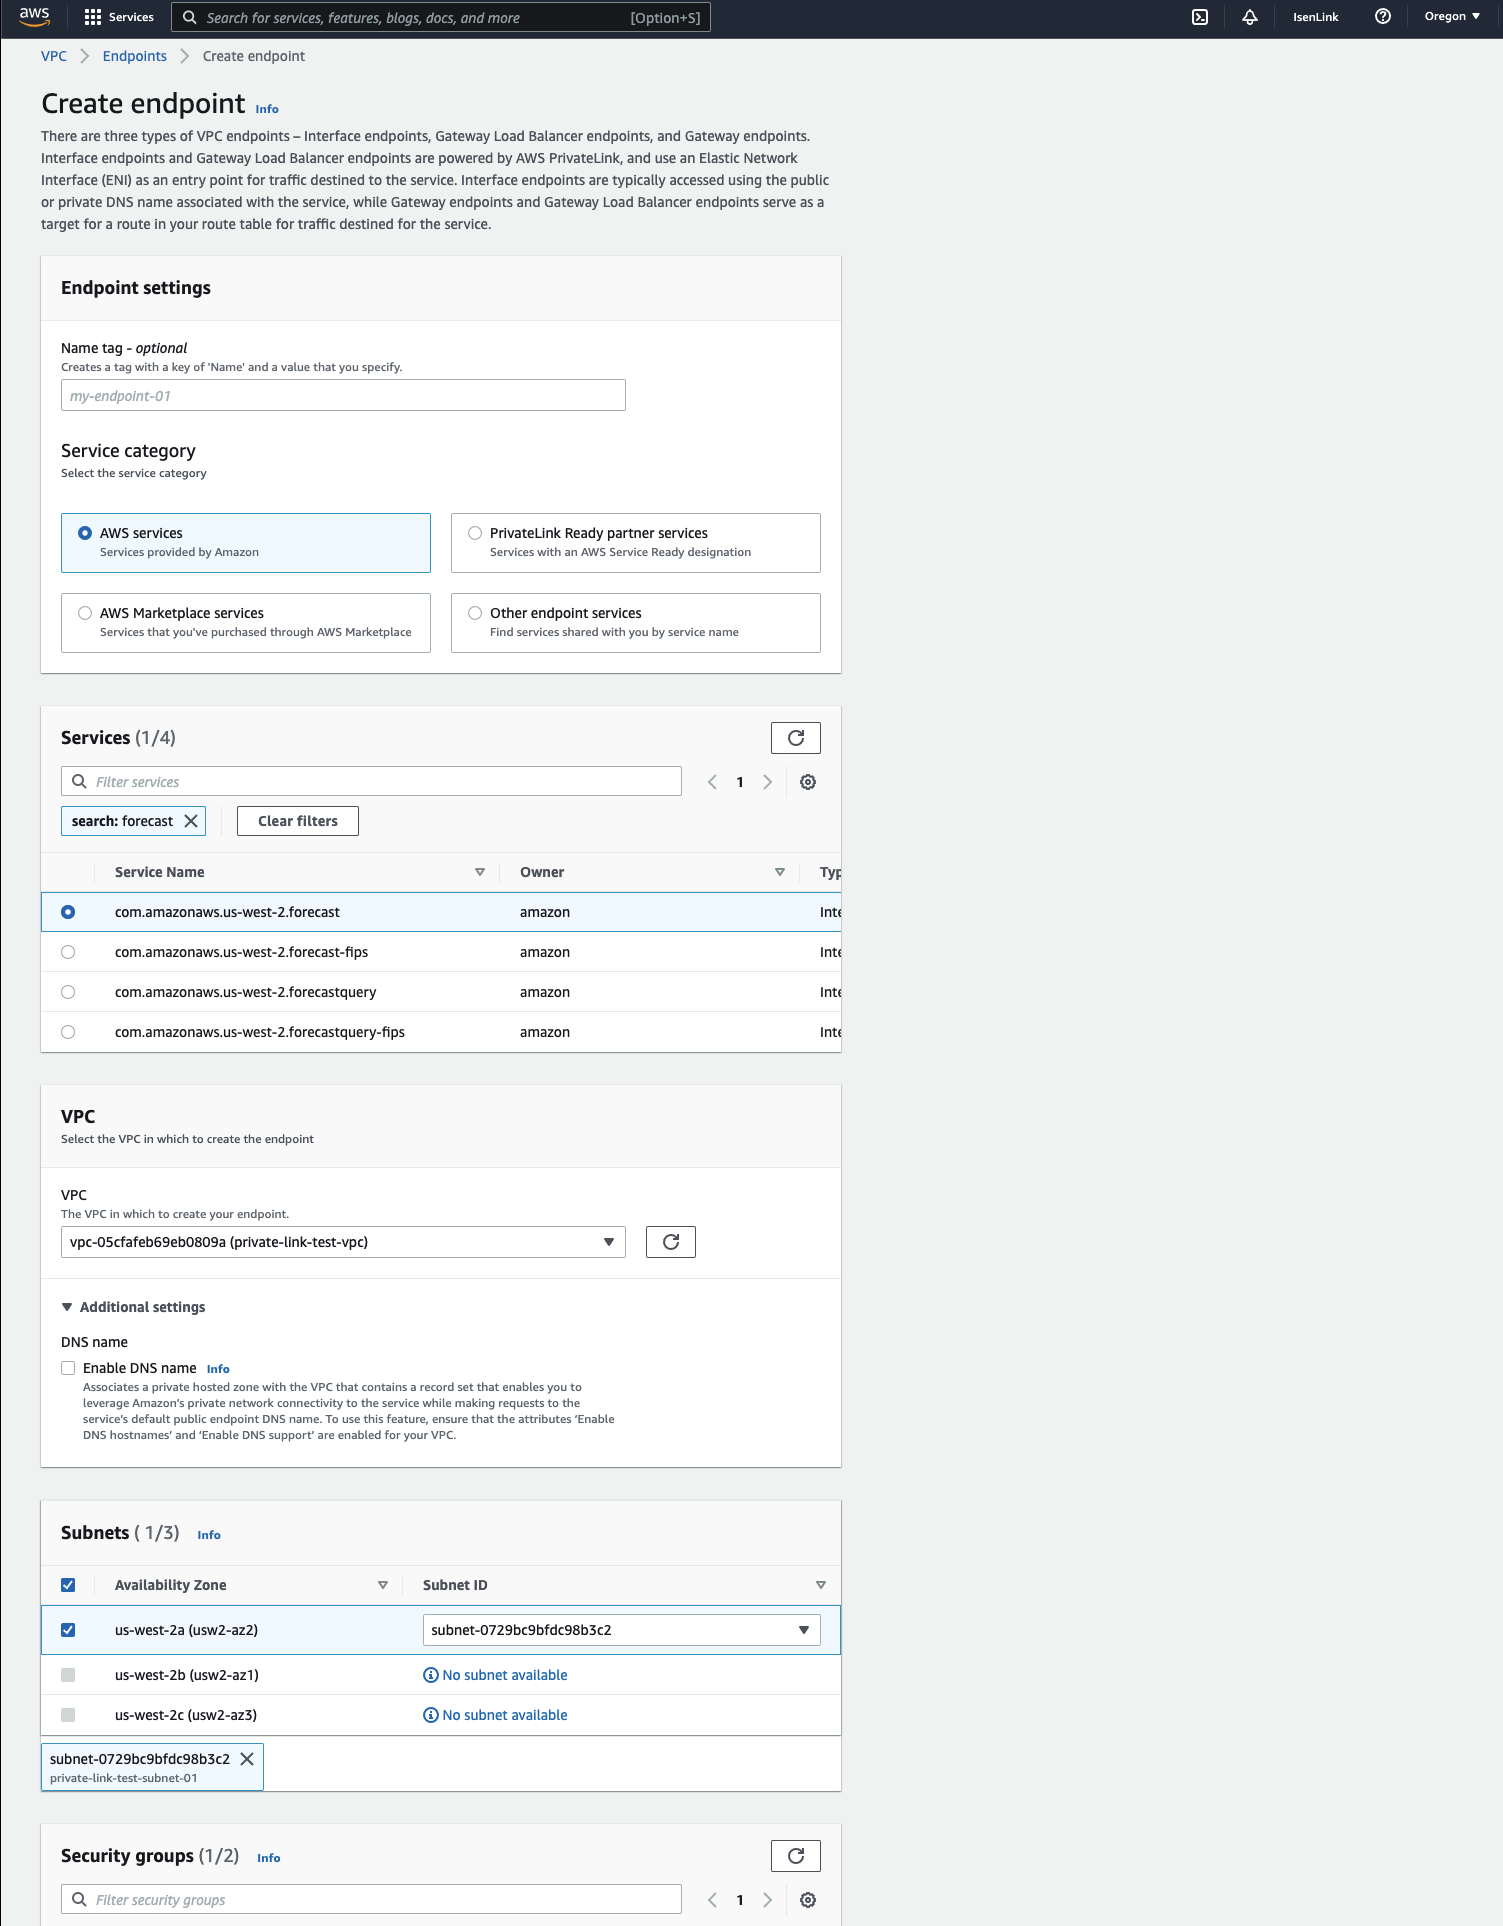 aws
Services
Search for services, features, blogs, docs, and more
[Option+S]
IsenLink
Oregon
VPC
Endpoints
Create endpoint
Create endpoint Info
There are three types of VPC endpoints – Interface endpoints, Gateway Load Balancer endpoints, and Gateway endpoints.
Interface endpoints and Gateway Load Balancer endpoints are powered by AWS PrivateLink, and use an Elastic Network
Interface (ENI) as an entry point for traffic destined to the service. Interface endpoints are typically accessed using the public
or private DNS name associated with the service, while Gateway endpoints and Gateway Load Balancer endpoints serve as a
target for a route in your route table for traffic destined for the service.
Endpoint settings
Name tag - optional
Creates a tag with a key of 'Name' and a value that you specify.
my-endpoint-01
Service category
Select the service category
AWS services
Services provided by Amazon
PrivateLink Ready partner services
Services with an AWS Service Ready designation
AWS Marketplace services
Services that you've purchased through AWS Marketplace
Other endpoint services
Find services shared with you by service name
Services (1/4)
Filter services
1
search: forecast
Clear filters
Service Name
Owner
Typ
com.amazonaws.us-west-2.forecast
amazon
Inte
com.amazonaws.us-west-2.forecast-fips
amazon
Inte
com.amazonaws.us-west-2.forecastquery
amazon
Inte
com.amazonaws.us-west-2.forecastquery-fips
amazon
Inte
VPC
Select the VPC in which to create the endpoint
VPC
The VPC in which to create your endpoint.
vpc-05cfafeb69eb0809a (private-link-test-vpc)
Additional settings
DNS name
Enable DNS name Info
Associates a private hosted zone with the VPC that contains a record set that enables you to
leverage Amazon’s private network connectivity to the service while making requests to the
service’s default public endpoint DNS name. To use this feature, ensure that the attributes ‘Enable
DNS hostnames’ and ‘Enable DNS support’ are enabled for your VPC.
Subnets ( 1/3) Info
Availability Zone
Subnet ID
us-west-2a (usw2-az2)
subnet-0729bc9bfdc98b3c2
us-west-2b (usw2-az1)
No subnet available
us-west-2c (usw2-az3)
No subnet available
subnet-0729bc9bfdc98b3c2
private-link-test-subnet-01
Security groups (1/2) Info
Filter security groups
1